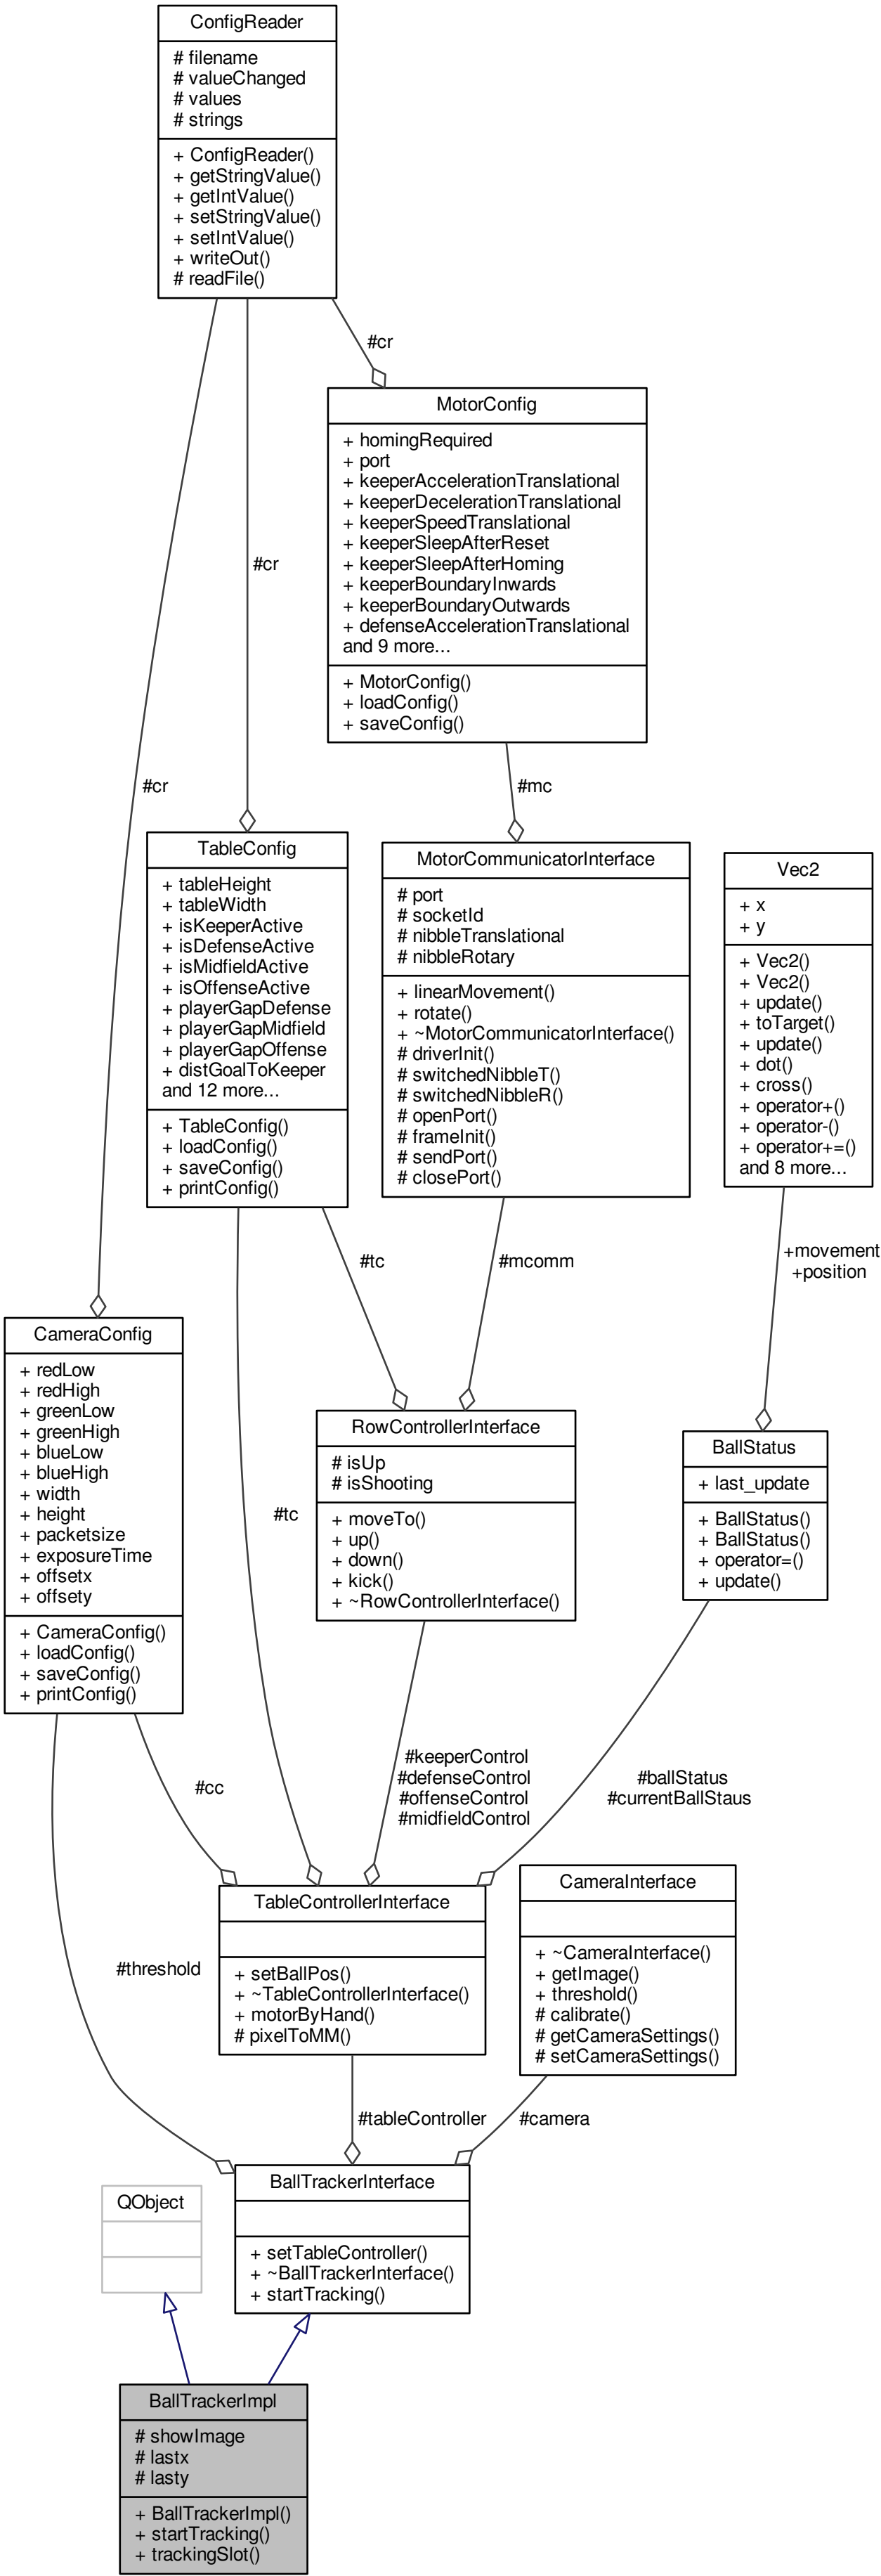 ConfigReader
# filename
# valueChanged
# values
# strings
+ ConfigReader()
+ getStringValue()
+ getIntValue()
+ setStringValue()
+ setIntValue()
+ writeOut()
# readFile()
#cr
MotorConfig
+ homingRequired
+ port
+ keeperAccelerationTranslational
+ keeperDecelerationTranslational
+ keeperSpeedTranslational
+ keeperSleepAfterReset
+ keeperSleepAfterHoming
+ keeperBoundaryInwards
+ keeperBoundaryOutwards
+ defenseAccelerationTranslational
and 9 more...
+ MotorConfig()
+ loadConfig()
+ saveConfig()
#cr
#cr
#mc
TableConfig
+ tableHeight
+ tableWidth
+ isKeeperActive
+ isDefenseActive
+ isMidfieldActive
+ isOffenseActive
+ playerGapDefense
+ playerGapMidfield
+ playerGapOffense
+ distGoalToKeeper
and 12 more...
+ TableConfig()
+ loadConfig()
+ saveConfig()
+ printConfig()
MotorCommunicatorInterface
# port
# socketId
# nibbleTranslational
# nibbleRotary
+ linearMovement()
+ rotate()
+ ~MotorCommunicatorInterface()
# driverInit()
# switchedNibbleT()
# switchedNibbleR()
# openPort()
# frameInit()
# sendPort()
# closePort()
Vec2
+ x
+ y
+ Vec2()
+ Vec2()
+ update()
+ toTarget()
+ update()
+ dot()
+ cross()
+ operator+()
+ operator-()
+ operator+=()
and 8 more...
#tc
#mcomm
+movement
+position
CameraConfig
+ redLow
+ redHigh
+ greenLow
+ greenHigh
+ blueLow
+ blueHigh
+ width
+ height
+ packetsize
+ exposureTime
+ offsetx
+ offsety
+ CameraConfig()
+ loadConfig()
+ saveConfig()
+ printConfig()
#tc
RowControllerInterface
# isUp
# isShooting
+ moveTo()
+ up()
+ down()
+ kick()
+ ~RowControllerInterface()
BallStatus
+ last_update
+ BallStatus()
+ BallStatus()
+ operator=()
+ update()
#cc
#keeperControl
#defenseControl
#offenseControl
#midfieldControl
#ballStatus
#currentBallStaus
#threshold
TableControllerInterface
+ setBallPos()
+ ~TableControllerInterface()
+ motorByHand()
# pixelToMM()
CameraInterface
+ ~CameraInterface()
+ getImage()
+ threshold()
# calibrate()
# getCameraSettings()
# setCameraSettings()
#tableController
#camera
QObject
BallTrackerInterface
+ setTableController()
+ ~BallTrackerInterface()
+ startTracking()
BallTrackerImpl
# showImage
# lastx
# lasty
+ BallTrackerImpl()
+ startTracking()
+ trackingSlot()